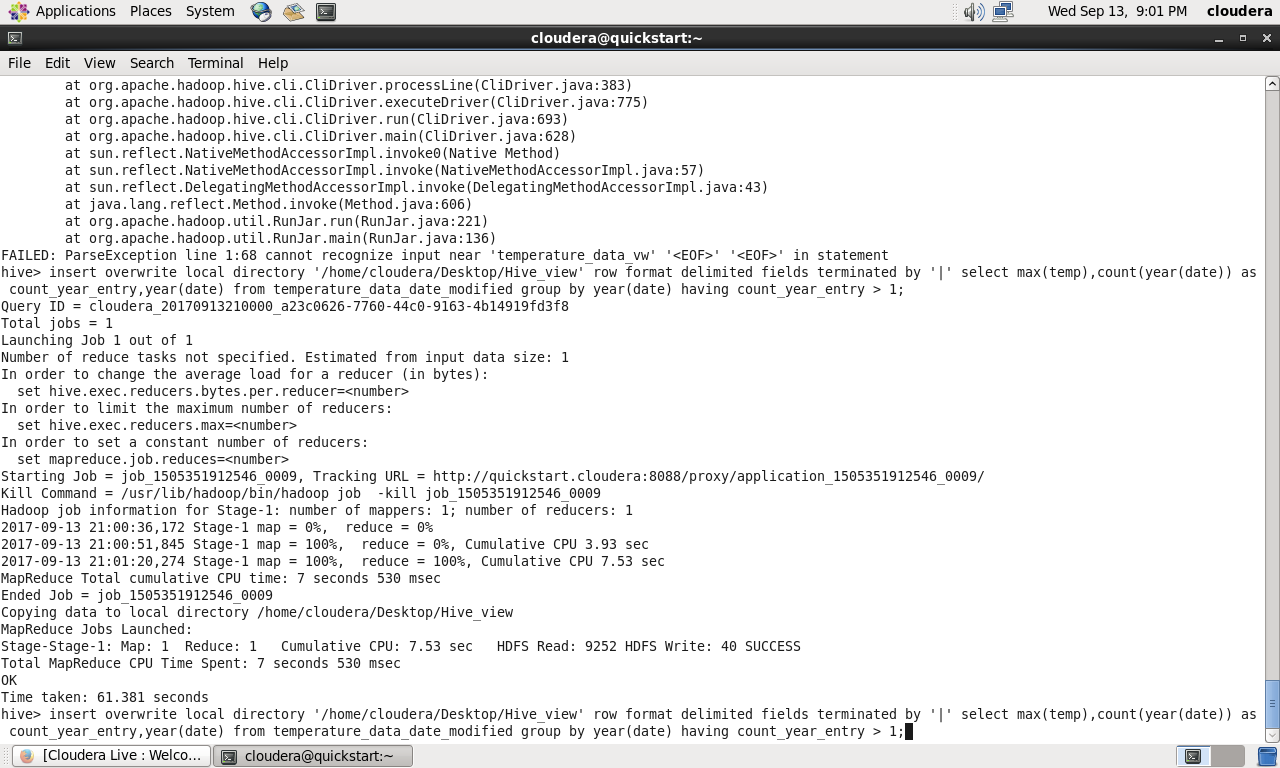 Applications Places System
Wed Sep 13, 9:01 PM cloudera
cloudera@quickstart:~
File Edit View Search Terminal Help
        at org.apache.hadoop.hive.cli.CliDriver.processLine(CliDriver.java:383)
        at org.apache.hadoop.hive.cli.CliDriver.executeDriver(CliDriver.java:775)
        at org.apache.hadoop.hive.cli.CliDriver.run(CliDriver.java:693)
        at org.apache.hadoop.hive.cli.CliDriver.main(CliDriver.java:628)
        at sun.reflect.NativeMethodAccessorImpl.invoke0(Native Method)
        at sun.reflect.NativeMethodAccessorImpl.invoke(NativeMethodAccessorImpl.java:57)
        at sun.reflect.DelegatingMethodAccessorImpl.invoke(DelegatingMethodAccessorImpl.java:43)
        at java.lang.reflect.Method.invoke(Method.java:606)
        at org.apache.hadoop.util.RunJar.run(RunJar.java:221)
        at org.apache.hadoop.util.RunJar.main(RunJar.java:136)
FAILED: ParseException line 1:68 cannot recognize input near 'temperature_data_vw' '<EOF>' '<EOF>' in statement
hive> insert overwrite local directory '/home/cloudera/Desktop/Hive_view' row format delimited fields terminated by '|' select max(temp),count(year(date)) as
 count_year_entry,year(date) from temperature_data_date_modified group by year(date) having count_year_entry > 1;
Query ID = cloudera_20170913210000_a23c0626-7760-44c0-9163-4b14919fd3f8
Total jobs = 1
Launching Job 1 out of 1
Number of reduce tasks not specified. Estimated from input data size: 1
In order to change the average load for a reducer (in bytes):
  set hive.exec.reducers.bytes.per.reducer=<number>
In order to limit the maximum number of reducers:
  set hive.exec.reducers.max=<number>
In order to set a constant number of reducers:
  set mapreduce.job.reduces=<number>
Starting Job = job_1505351912546_0009, Tracking URL = http://quickstart.cloudera:8088/proxy/application_1505351912546_0009/
Kill Command = /usr/lib/hadoop/bin/hadoop job  -kill job_1505351912546_0009
Hadoop job information for Stage-1: number of mappers: 1; number of reducers: 1
2017-09-13 21:00:36,172 Stage-1 map = 0%,  reduce = 0%
2017-09-13 21:00:51,845 Stage-1 map = 100%,  reduce = 0%, Cumulative CPU 3.93 sec
2017-09-13 21:01:20,274 Stage-1 map = 100%,  reduce = 100%, Cumulative CPU 7.53 sec
MapReduce Total cumulative CPU time: 7 seconds 530 msec
Ended Job = job_1505351912546_0009
Copying data to local directory /home/cloudera/Desktop/Hive_view
MapReduce Jobs Launched:
Stage-Stage-1: Map: 1  Reduce: 1   Cumulative CPU: 7.53 sec   HDFS Read: 9252 HDFS Write: 40 SUCCESS
Total MapReduce CPU Time Spent: 7 seconds 530 msec
OK
Time taken: 61.381 seconds
hive> insert overwrite local directory '/home/cloudera/Desktop/Hive_view' row format delimited fields terminated by '|' select max(temp),count(year(date)) as
 count_year_entry,year(date) from temperature_data_date_modified group by year(date) having count_year_entry > 1;
[Cloudera Live : Welco... cloudera@quickstart:~